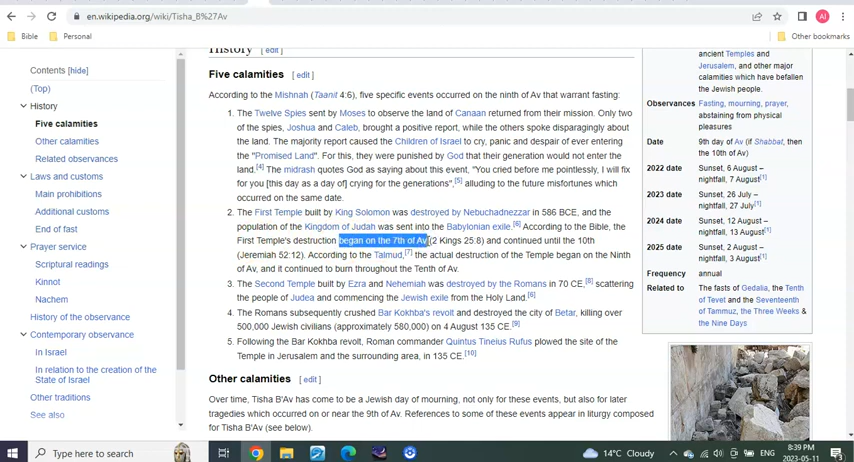 en.wikipedia.org/wiki/Tisha_B%27Av
AI
Bible
Personal
Other bookmarks
Contents [hide]
(Top)
History
Five calamities
Other calamities
Related observances
Laws and customs
Main prohibitions
Additional customs
End of fast
Prayer service
Scriptural readings
Kinnot
Nachem
History of the observance
Contemporary observance
In Israel
In relation to the creation of the
State of Israel
Other traditions
See also
History [edit]
Five calamities [edit]
According to the Mishnah (Taanit 4:6), five specific events occurred on the ninth of Av that warrant fasting:
1. The Twelve Spies sent by Moses to observe the land of Canaan returned from their mission. Only two
of the spies, Joshua and Caleb, brought a positive report, while the others spoke disparagingly about
the land. The majority report caused the Children of Israel to cry, panic and despair of ever entering
the "Promised Land". For this, they were punished by God that their generation would not enter the
land.[4] The midrash quotes God as saying about this event, "You cried before me pointlessly, I will fix
for you [this day as a day of] crying for the generations",[5] alluding to the future misfortunes which
occurred on the same date.
2. The First Temple built by King Solomon was destroyed by Nebuchadnezzar in 586 BCE, and the
population of the Kingdom of Judah was sent into the Babylonian exile.[6] According to the Bible, the
First Temple's destruction began on the 7th of Av (2 Kings 25:8) and continued until the 10th
(Jeremiah 52:12). According to the Talmud,[7] the actual destruction of the Temple began on the Ninth
of Av, and it continued to burn throughout the Tenth of Av.
3. The Second Temple built by Ezra and Nehemiah was destroyed by the Romans in 70 CE,[8] scattering
the people of Judea and commencing the Jewish exile from the Holy Land.[6]
4. The Romans subsequently crushed Bar Kokhba's revolt and destroyed the city of Betar, killing over
500,000 Jewish civilians (approximately 580,000) on 4 August 135 CE.[9]
5. Following the Bar Kokhba revolt, Roman commander Quintus Tineius Rufus plowed the site of the
Temple in Jerusalem and the surrounding area, in 135 CE.[10]
Other calamities [edit]
Over time, Tisha B'Av has come to be a Jewish day of mourning, not only for these events, but also for later
tragedies which occurred on or near the 9th of Av. References to some of these events appear in liturgy composed
for Tisha B'Av (see below).
ancient Temples and
Jerusalem, and other major
calamities which have befallen
the Jewish people.
Observances Fasting, mourning, prayer,
abstaining from physical
pleasures
Date 9th day of Av (if Shabbat, then
the 10th of Av)
2022 date Sunset, 6 August –
nightfall, 7 August[1]
2023 date Sunset, 26 July –
nightfall, 27 July[1]
2024 date Sunset, 12 August –
nightfall, 13 August[1]
2025 date Sunset, 2 August –
nightfall, 3 August[1]
Frequency annual
Related to The fasts of Gedalia, the Tenth
of Tevet and the Seventeenth
of Tammuz, the Three Weeks &
the Nine Days
Type here to search
14°C Cloudy
ENG
8:39 PM
2023-05-11